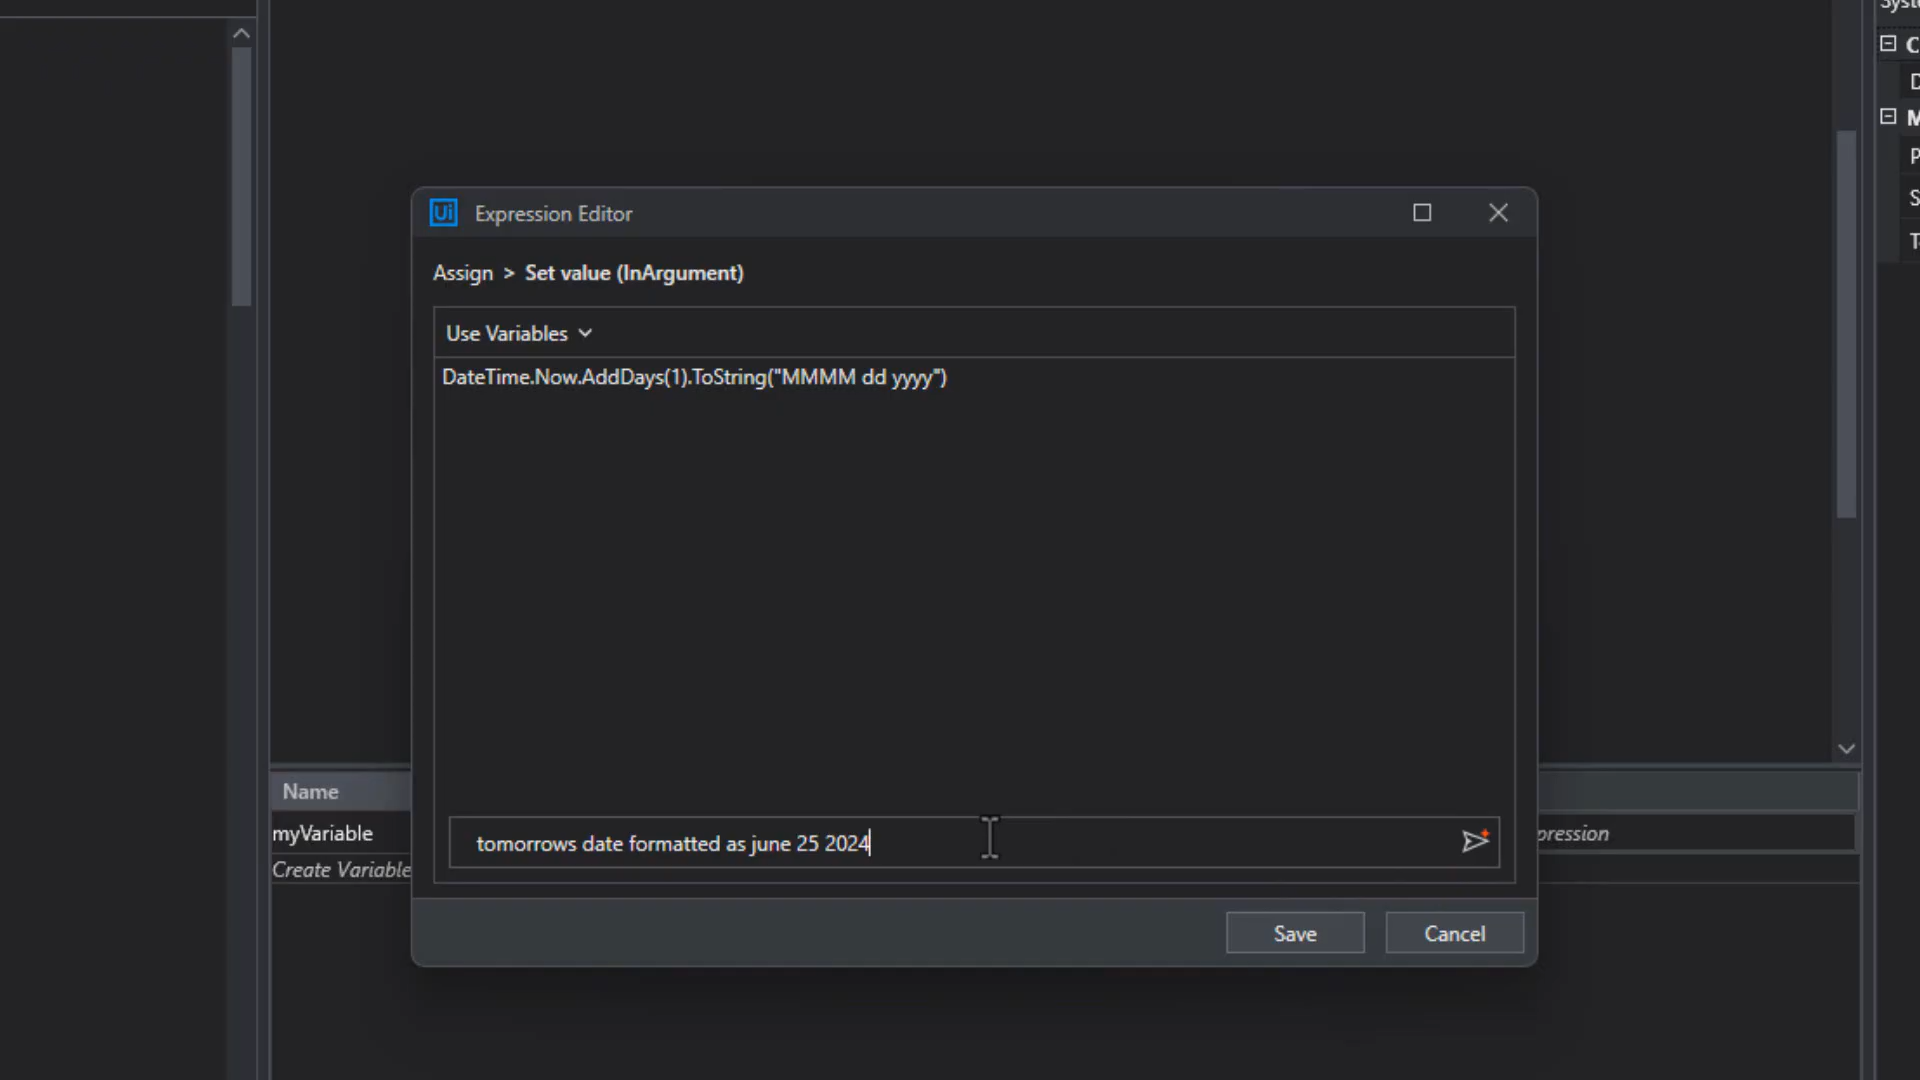 Ui Expression Editor
Assign > Set value (InArgument)
Use Variables
DateTime.Now.AddDays(1).ToString("MMMM dd yyyy")
Name
myVariable
pression
Create Variable
tomorrows date formatted as june 25 2024
Save
Cancel